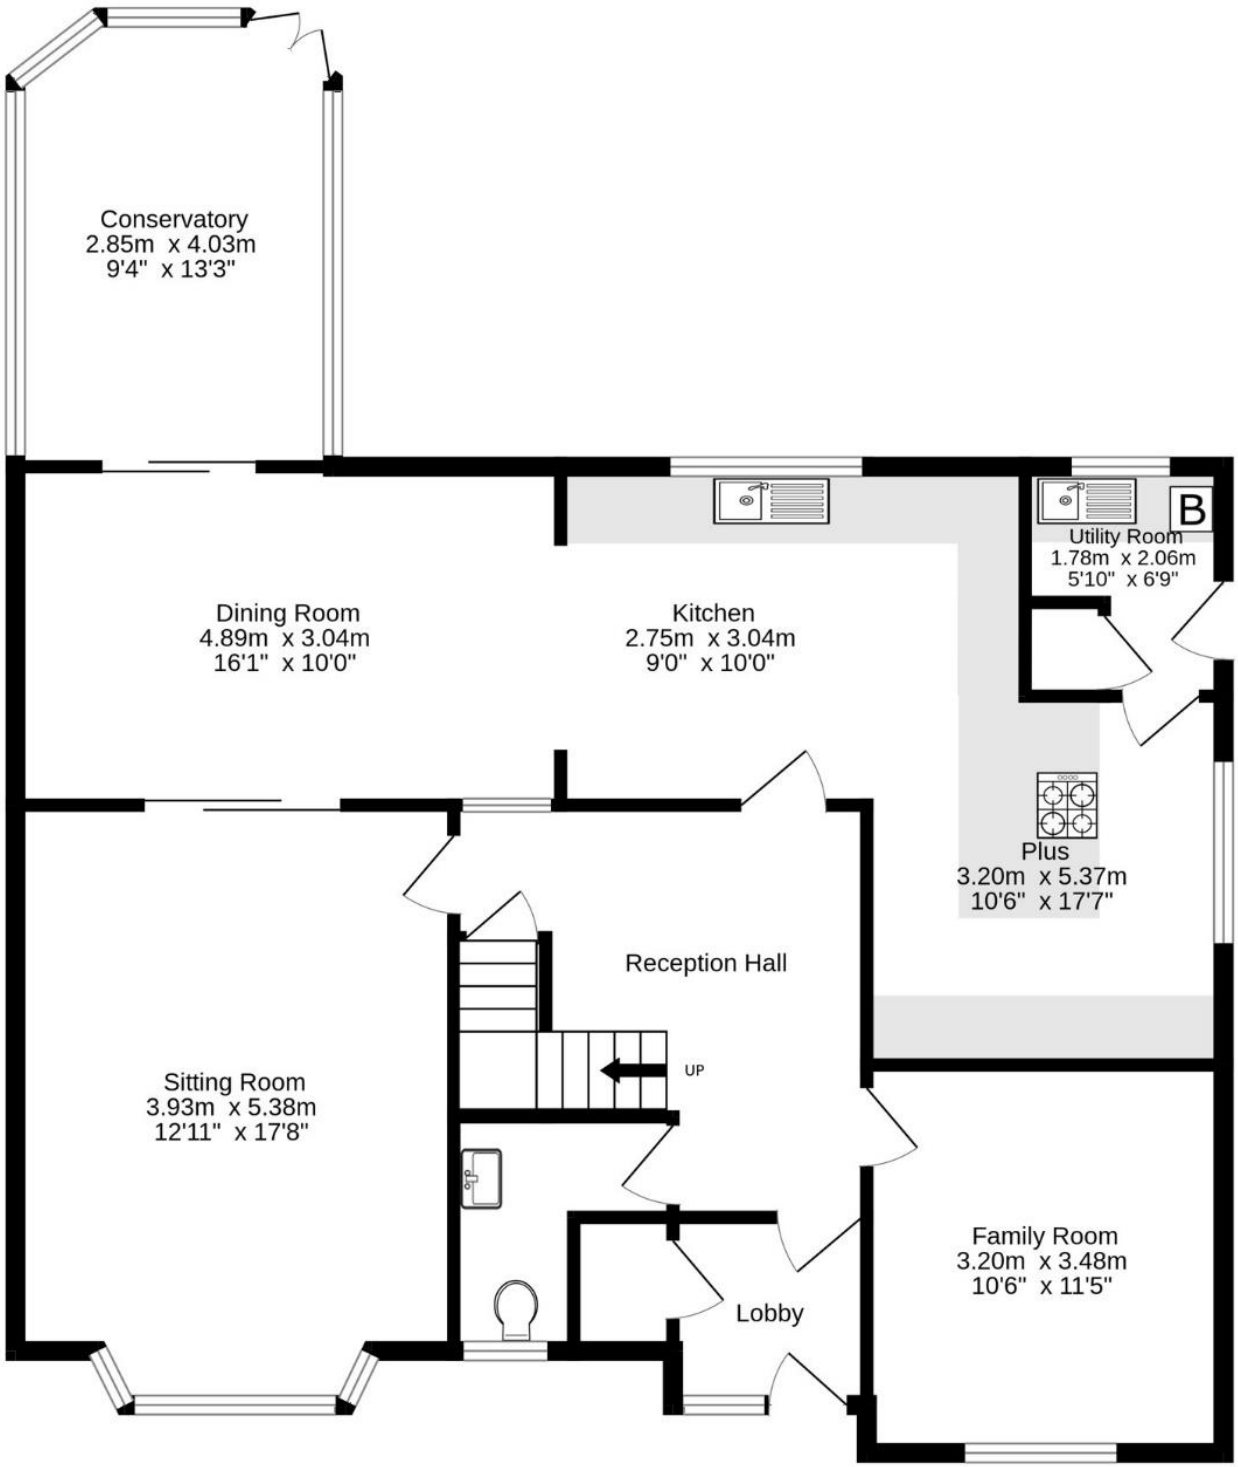 Conservatory
2.85m x 4.03m
9'4" x 13'3"
B
Utility Room
1.78m x 2.06m
5'10" x 6'9"
Dining Room
4.89m x 3.04m
16'1" x 10'0"
Kitchen
2.75m x 3.04m
9'0" x 10'0"
Plus
3.20m x 5.37m
10'6" x 17'7"
Reception Hall
UP
Sitting Room
3.93m x 5.38m
12'11" x 17'8"
Family Room
3.20m x 3.48m
10'6" x 11'5"
Lobby